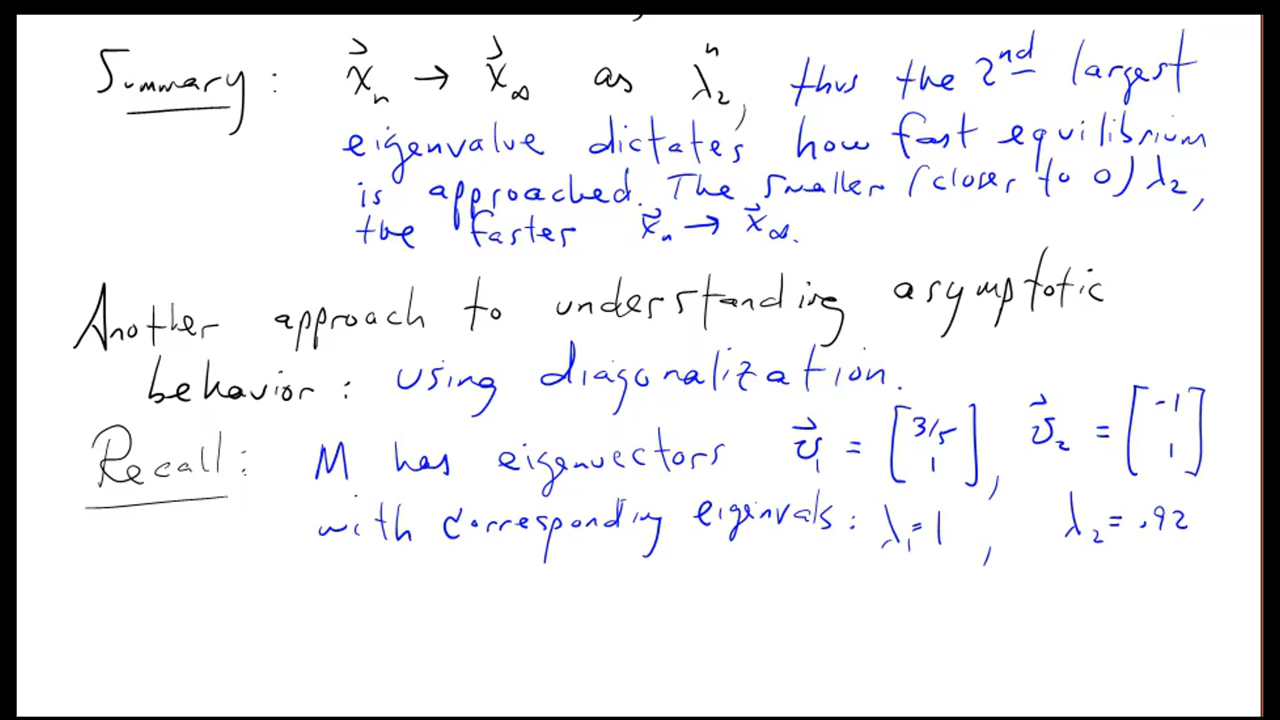 Summary: x⃗ₙ → x⃗∞ as λ₂ⁿ, thus the 2nd largest
eigenvalue dictates how fast equilibrium
is approached. The smaller (closer to 0) λ₂,
the faster x⃗ₙ → x⃗∞.
Another approach to understanding asymptotic
behavior: using diagonalization.
Recall: M has eigenvectors v⃗₁ = [3/5 1], v⃗₂ = [-1 1]
with corresponding eigenvals: λ₁=1, λ₂=.92